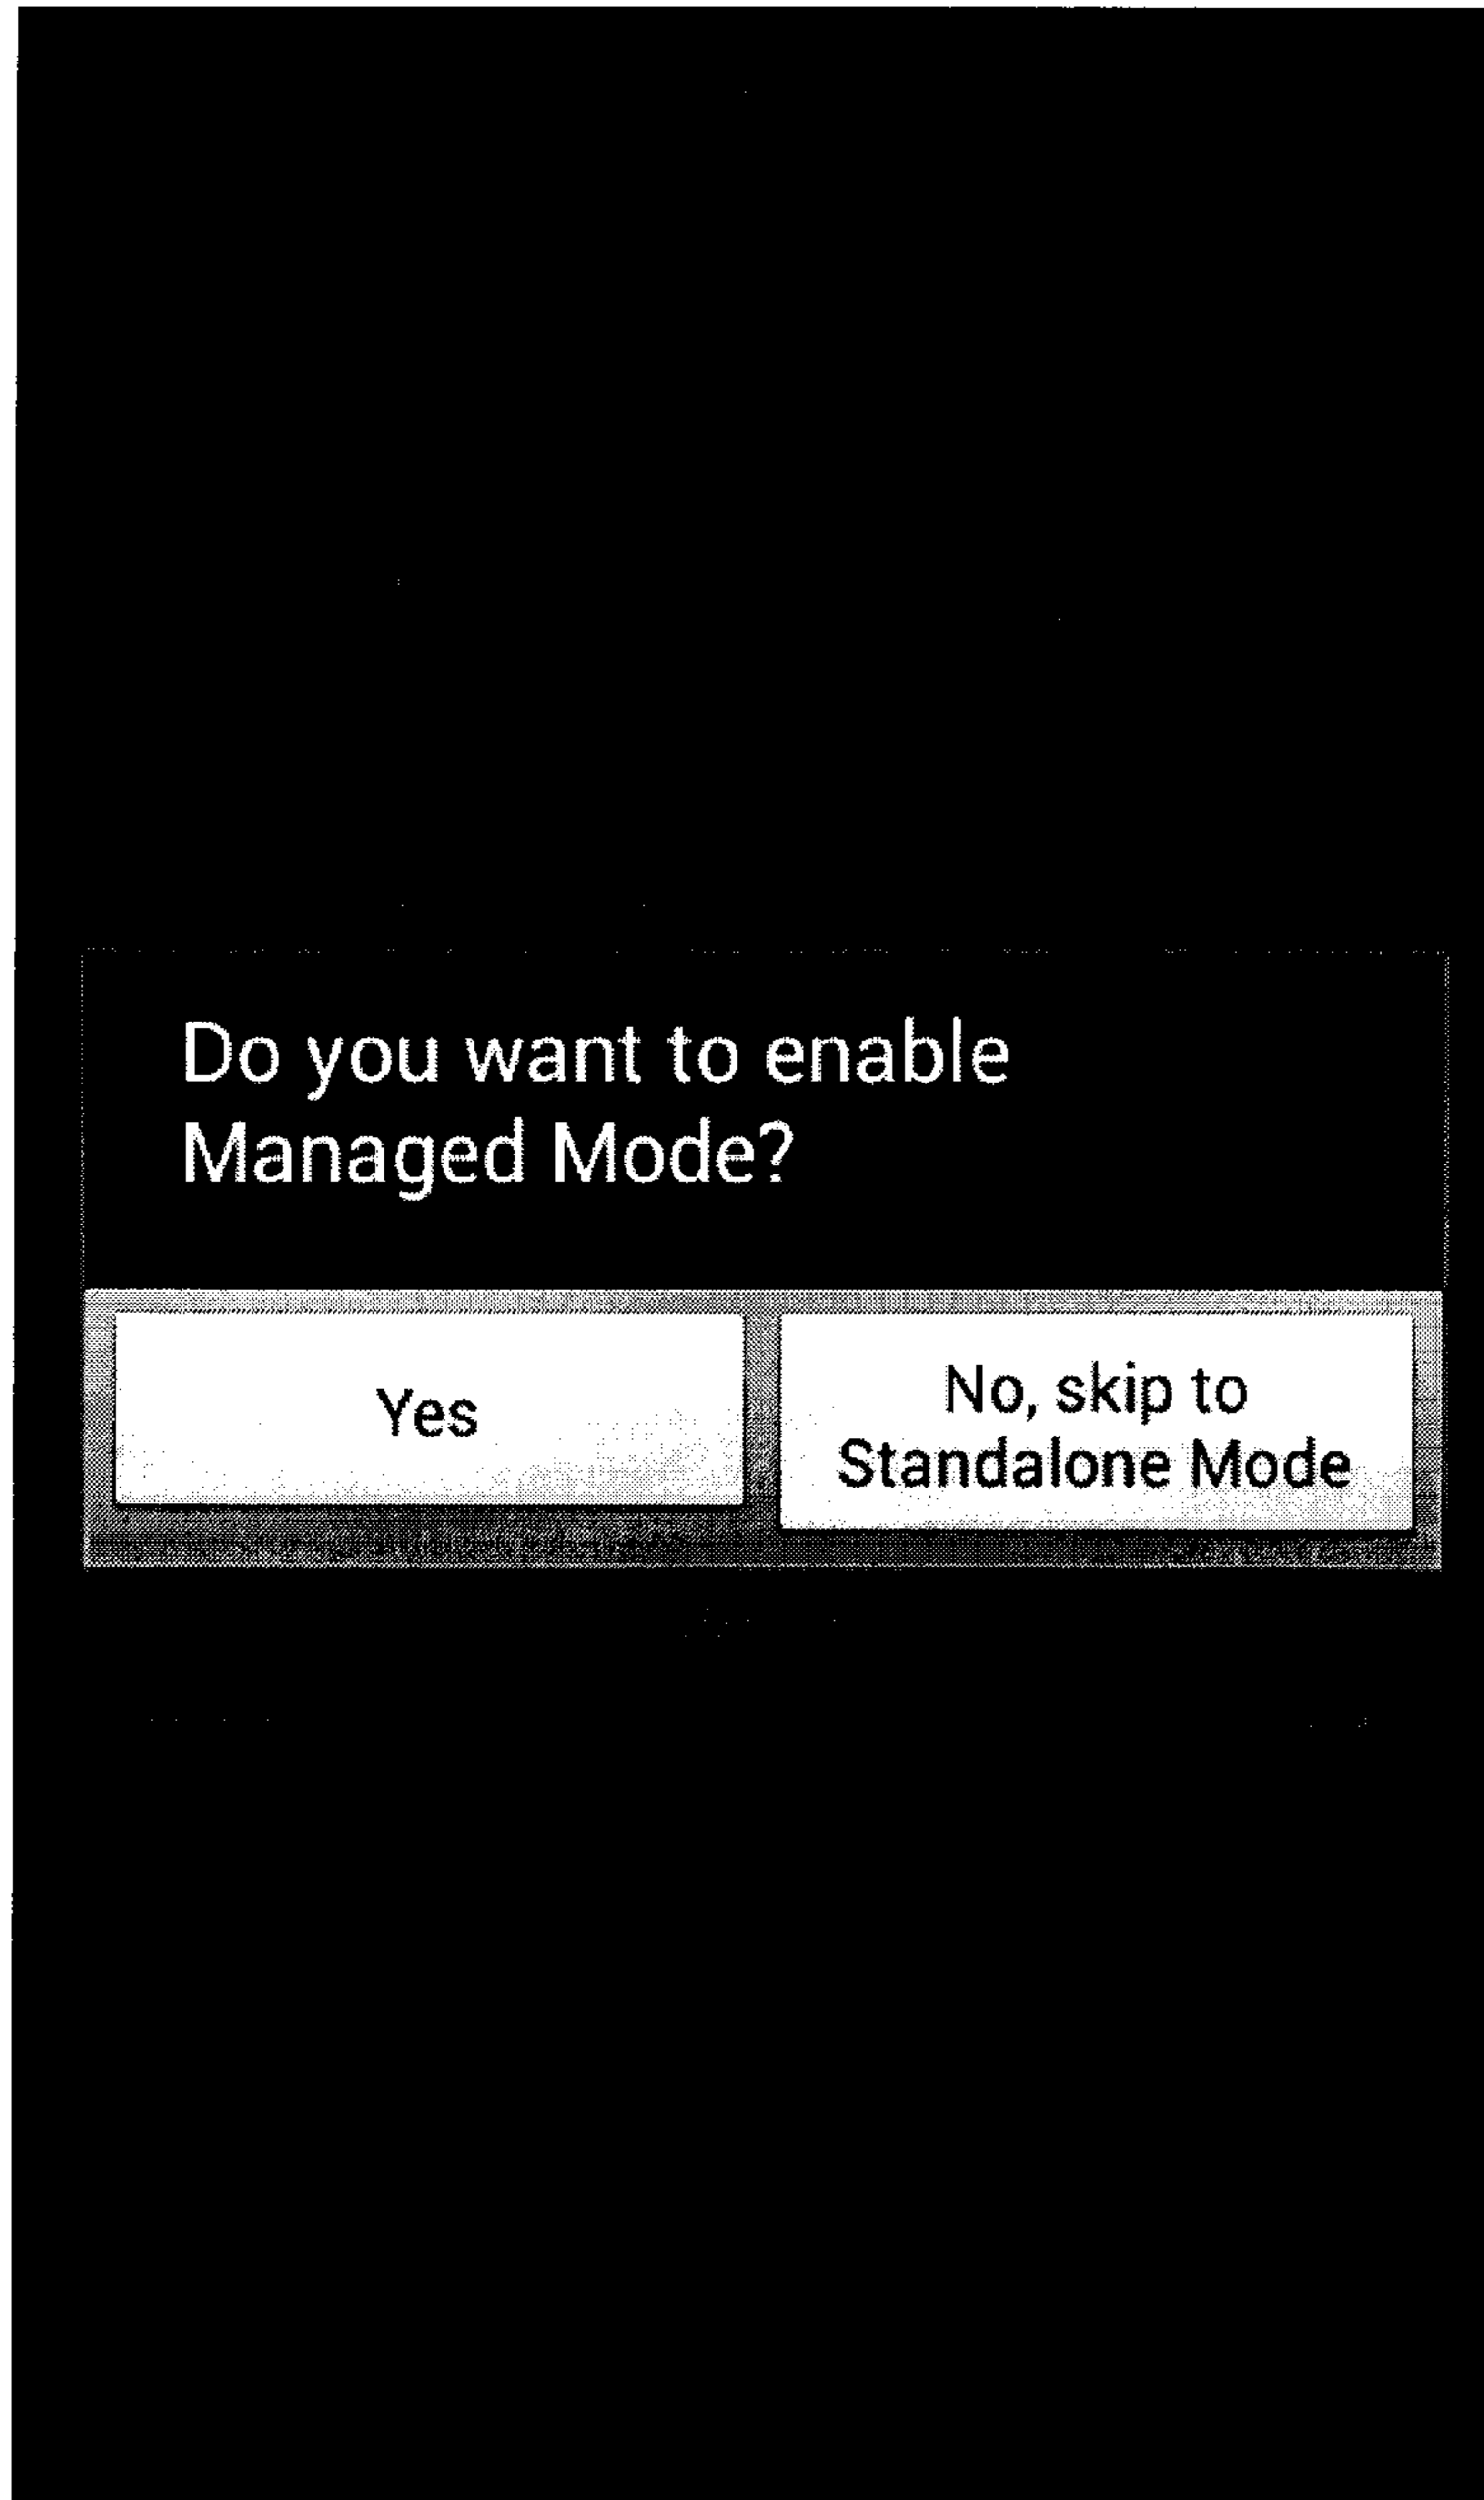 Do you want to enable
Managed Mode?
Yes
No, skip to
Standalone Mode